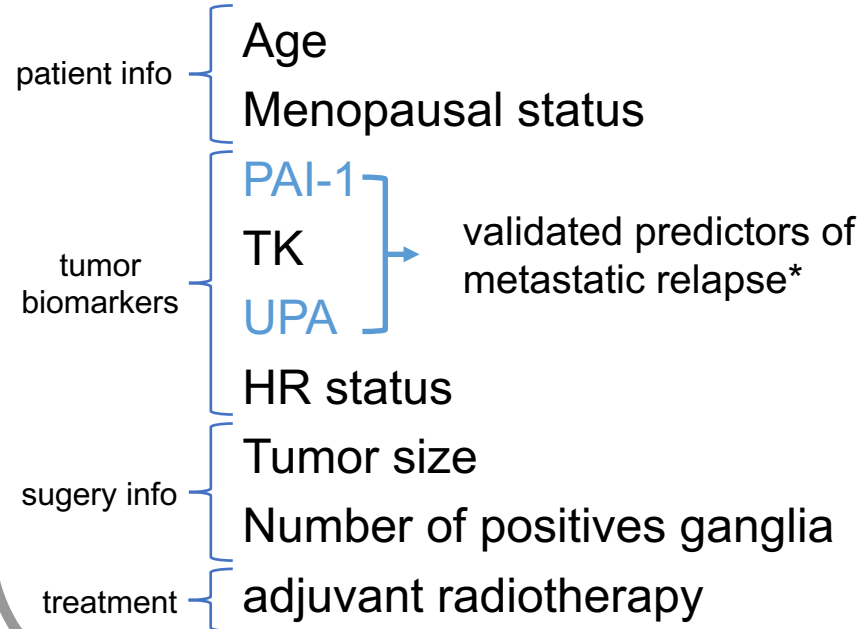 patient info
Age
Menopausal status
tumor
biomarkers
PAI-1
TK
UPA
HR status
validated predictors of
metastatic relapse*
sugery info
Tumor size
Number of positives ganglia
treatment
adjuvant radiotherapy